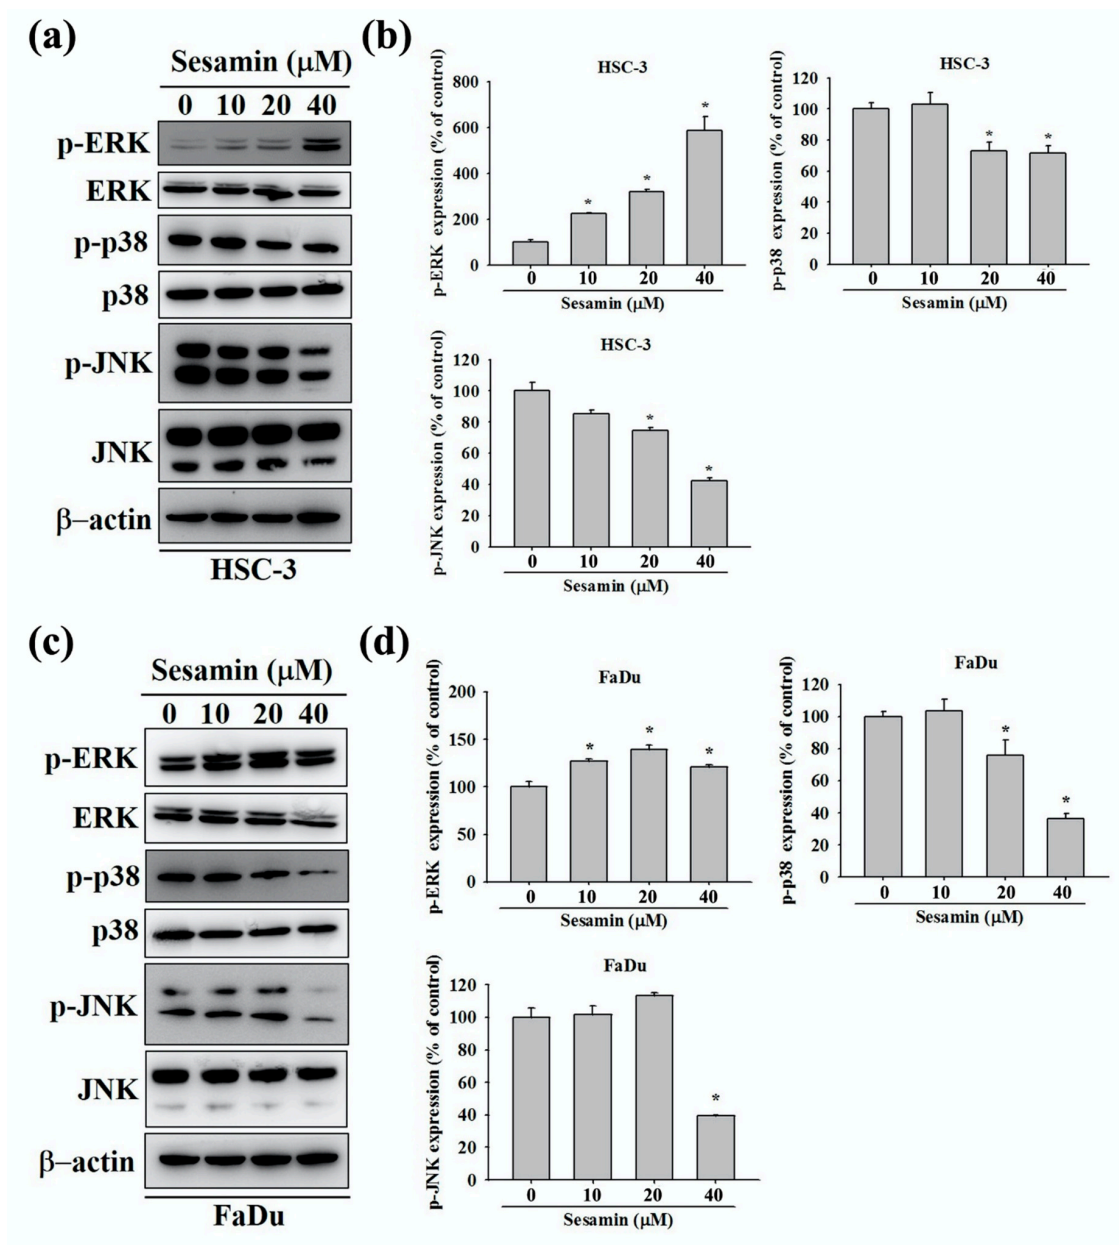 (a)
Sesamin (μM)
0 10 20 40
p-ERK
ERK
p-p38
p38
p-JNK
JNK
β−actin
HSC-3
(b)
HSC-3
p-ERK expression (% of control)
800
600
400
200
0
* * *
0 10 20 40
Sesamin (μM)
HSC-3
p-p38 expression (% of control)
120
100
80
60
40
20
0
* *
0 10 20 40
Sesamin (μM)
HSC-3
p-JNK expression (% of control)
120
100
80
60
40
20
0
* *
0 10 20 40
Sesamin (μM)
(c)
Sesamin (μM)
0 10 20 40
p-ERK
ERK
p-p38
p38
p-JNK
JNK
β−actin
FaDu
(d)
FaDu
p-ERK expression (% of control)
200
150
100
50
0
* * *
0 10 20 40
Sesamin (μM)
FaDu
p-p38 expression (% of control)
120
100
80
60
40
20
0
* *
0 10 20 40
Sesamin (μM)
FaDu
p-JNK expression (% of control)
120
100
80
60
40
20
0
*
0 10 20 40
Sesamin (μM)